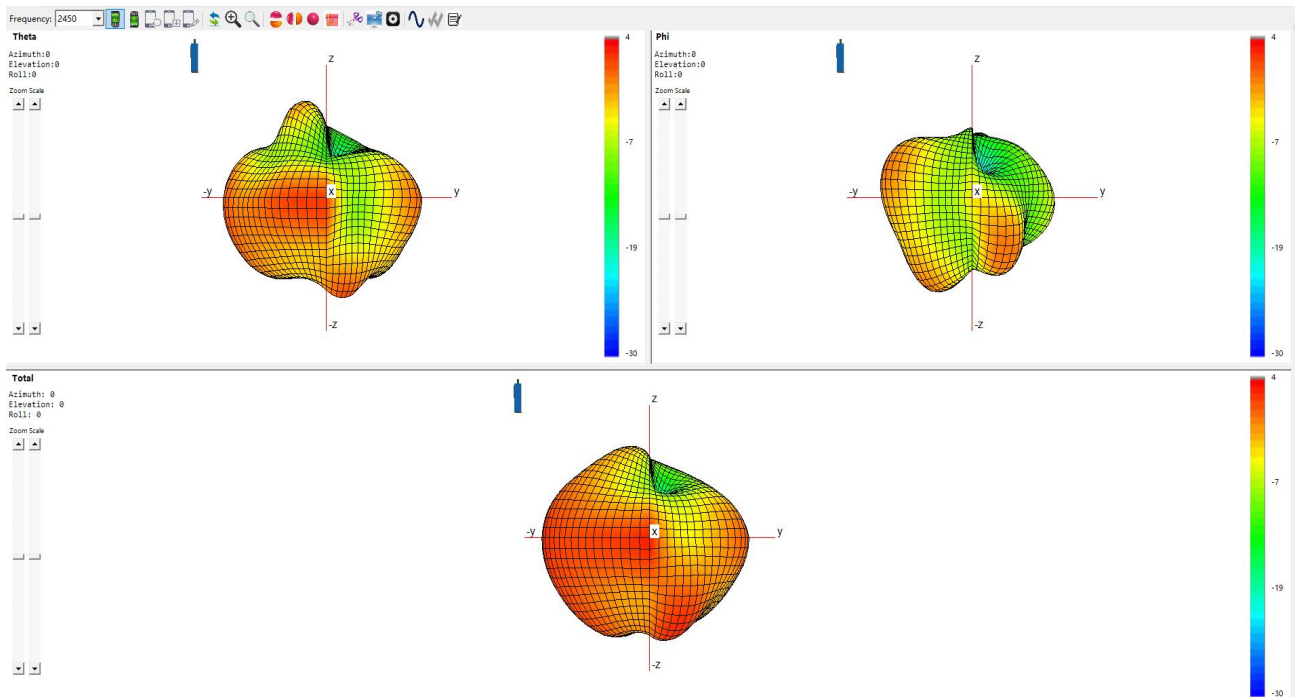 Frequency: 2450
Theta
Azimuth:0
Elevation:0
Roll:0
Zoom Scale
z
-y
x
y
-z
4
-7
-19
-30
Phi
Azimuth:0
Elevation:0
Roll:0
Zoom Scale
z
-y
x
y
-z
4
-7
-19
-30
Total
Azimuth: 0
Elevation: 0
Roll: 0
Zoom Scale
z
-y
x
y
-z
4
-7
-19
-30